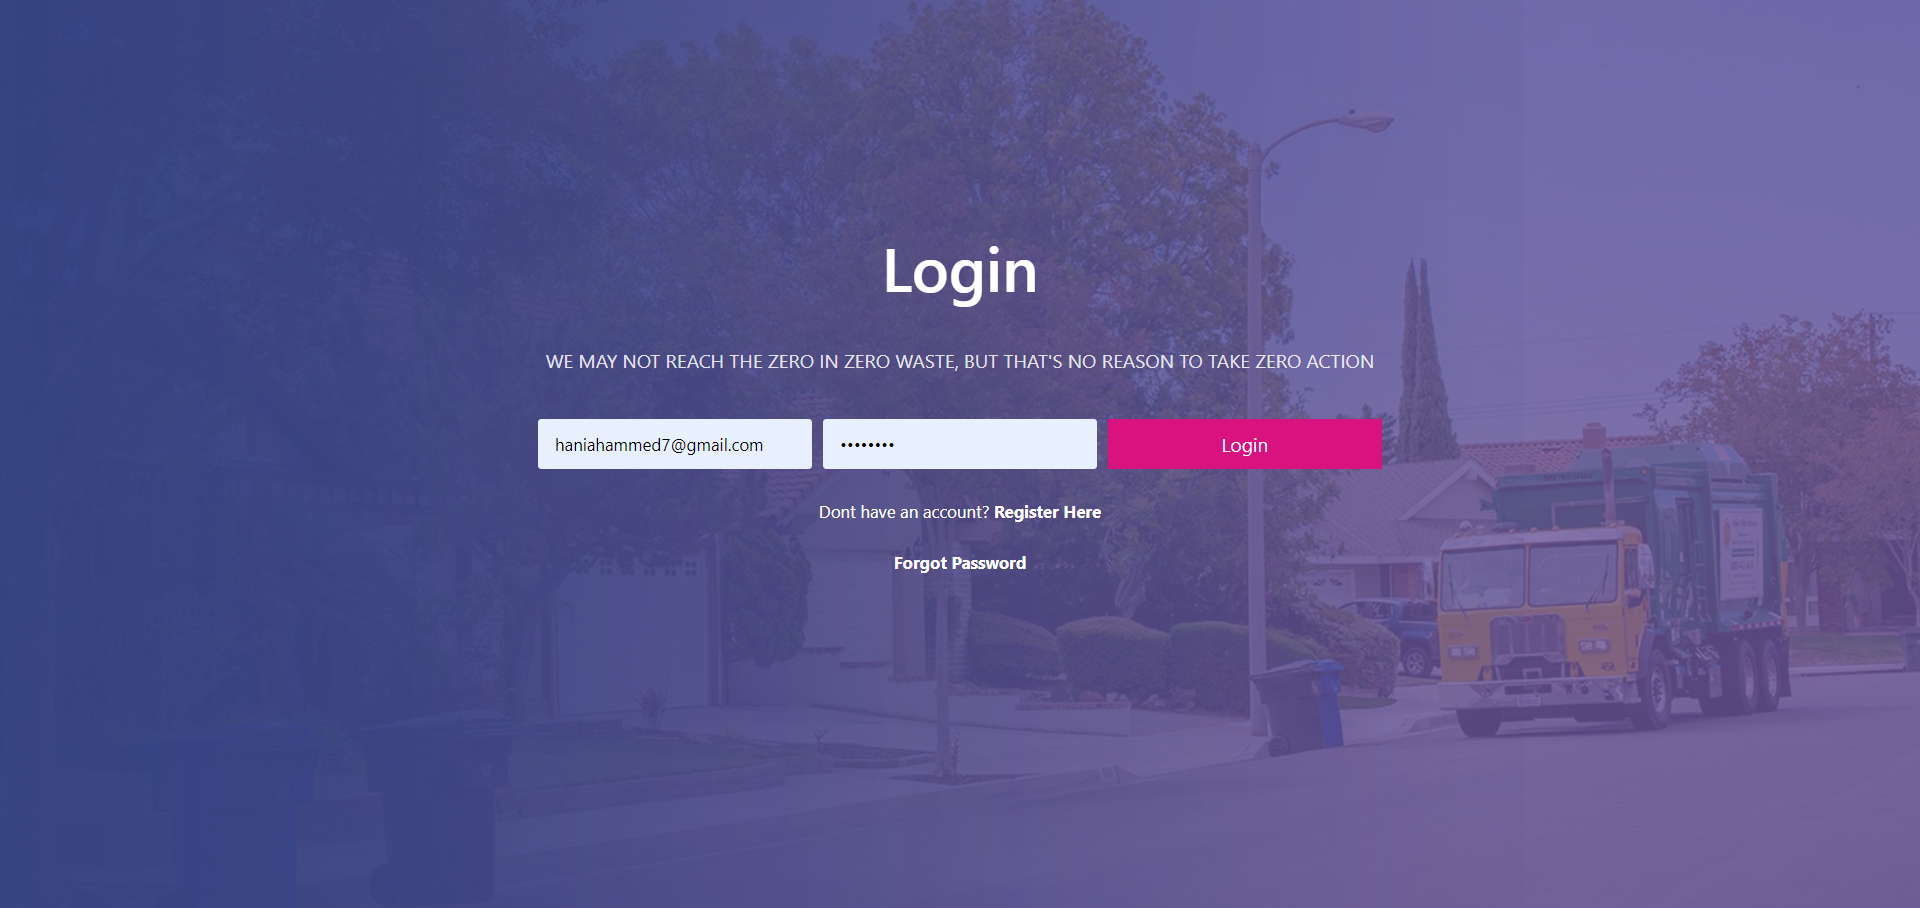 Login
WE MAY NOT REACH THE ZERO IN ZERO WASTE, BUT THAT'S NO REASON TO TAKE ZERO ACTION
haniahammed7@gmail.com
•••••••• Login
Dont have an account? Register Here
Forgot Password